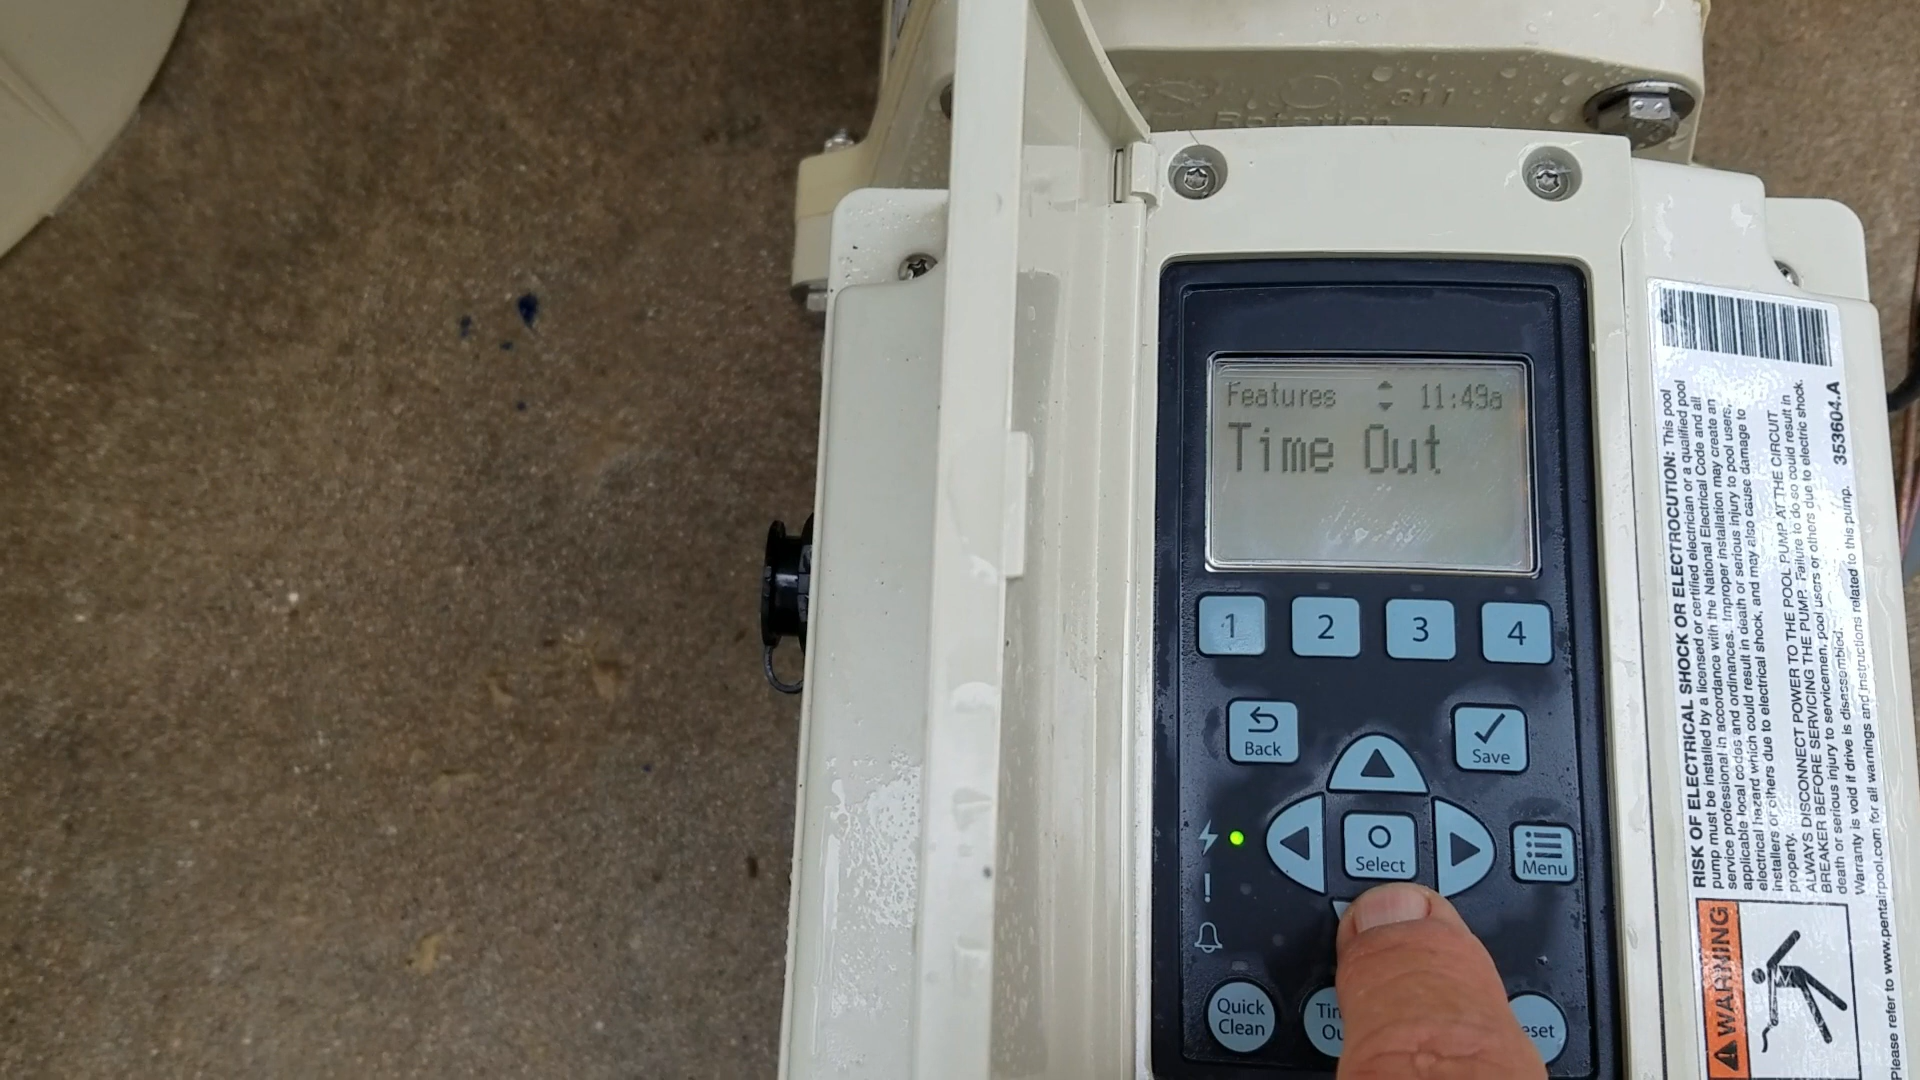 311
Rotation
Features 11:49a
Time Out
1 2 3 4
Back
Save
Select
Menu
Quick
Clean
RISK OF ELECTRICAL SHOCK OR ELECTROCUTION: This pool
pump must be installed by a licensed or certified electrician or a qualified pool
service professional in accordance with the National Electrical Code and all
applicable local codes and ordinances. Improper installation may create an
electrical hazard which could result in death or serious injury to pool users,
installers or others due to electrical shock, and may also cause damage to
property.
ALWAYS DISCONNECT POWER TO THE POOL PUMP AT THE CIRCUIT
BREAKER BEFORE SERVICING THE PUMP. Failure to do so could result in
death or serious injury to servicemen, pool users or others due to electric shock.
Warranty is void if drive is disassembled.
353604.A
WARNING
Please refer to www.pentairpool.com for all warnings and instructions related to this pump.